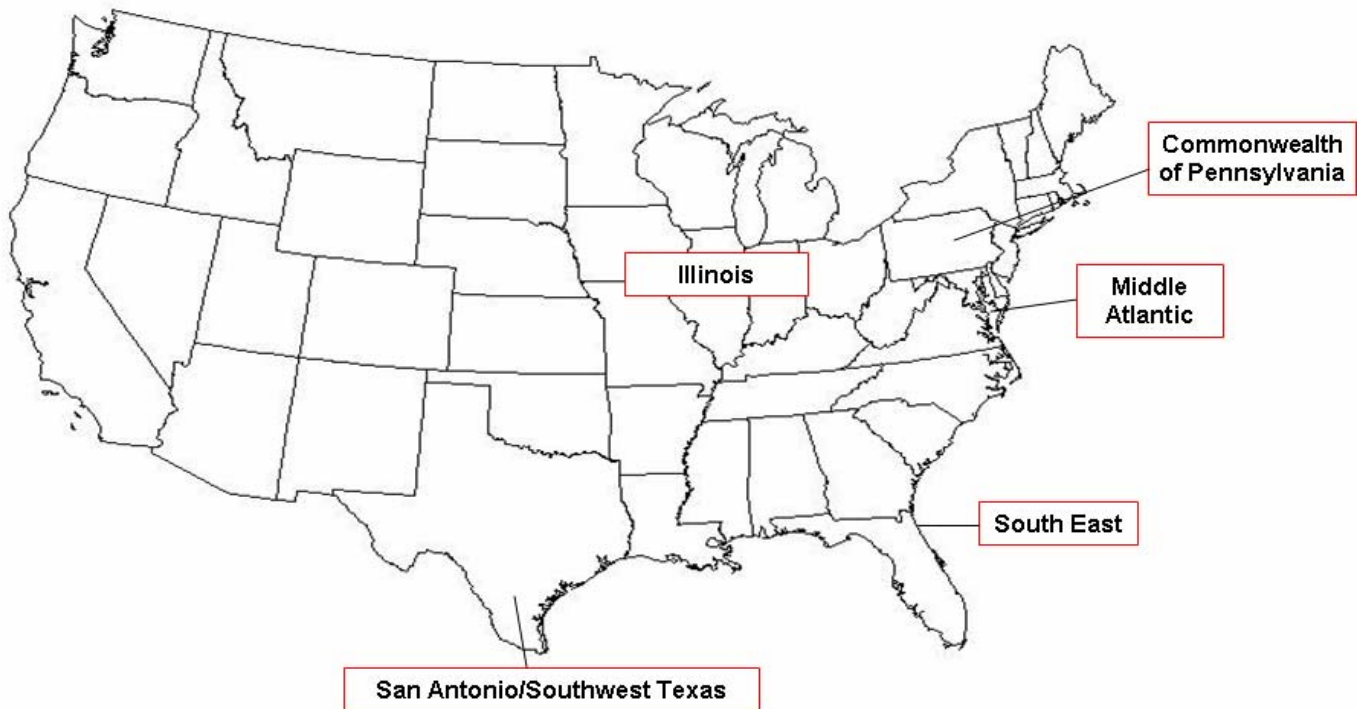 Commonwealth
of Pennsylvania
Illinois
Middle
Atlantic
South East
San Antonio/Southwest Texas